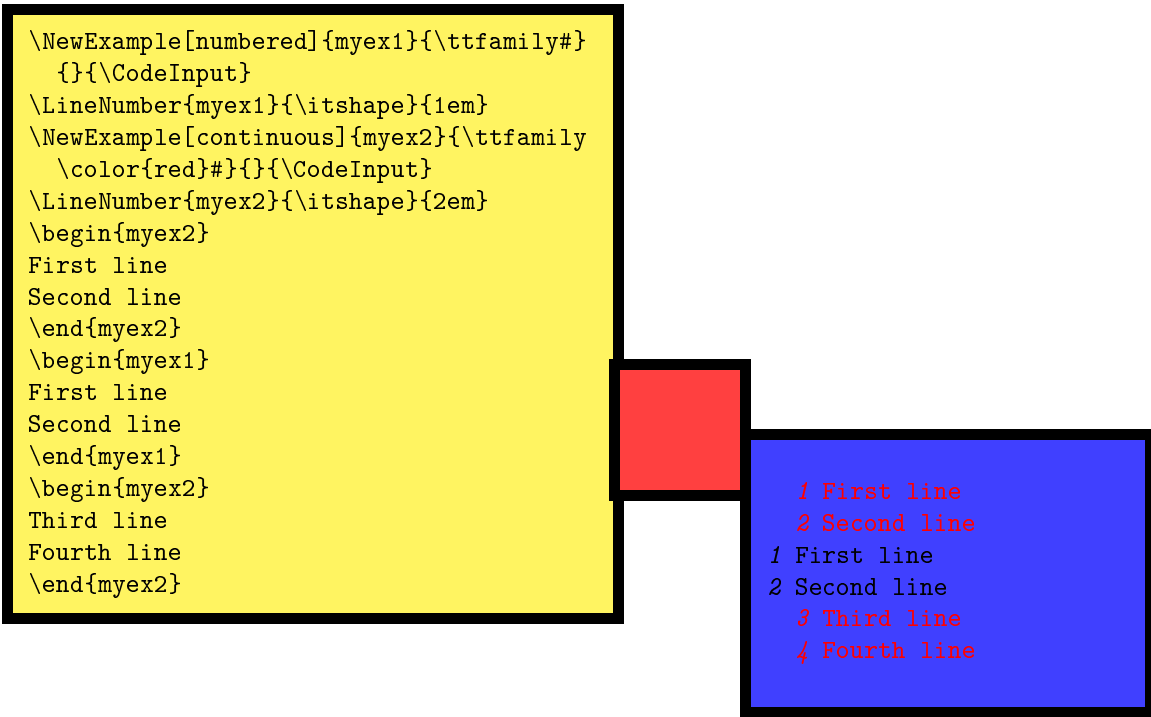 \NewExample[numbered]{myex1}{\ttfamily#}
{}{\CodeInput}
\LineNumber{myex1}{\itshape}{1em}
\NewExample[continuous]{myex2}{\ttfamily
\color{red}#}{}{\CodeInput}
\LineNumber{myex2}{\itshape}{2em}
\begin{myex2}
First line
Second line
\end{myex2}
\begin{myex1}
First line
Second line
\end{myex1}
\begin{myex2}
Third line
Fourth line
\end{myex2}
1 First line
2 Second line
1 First line
2 Second line
3 Third line
4 Fourth line